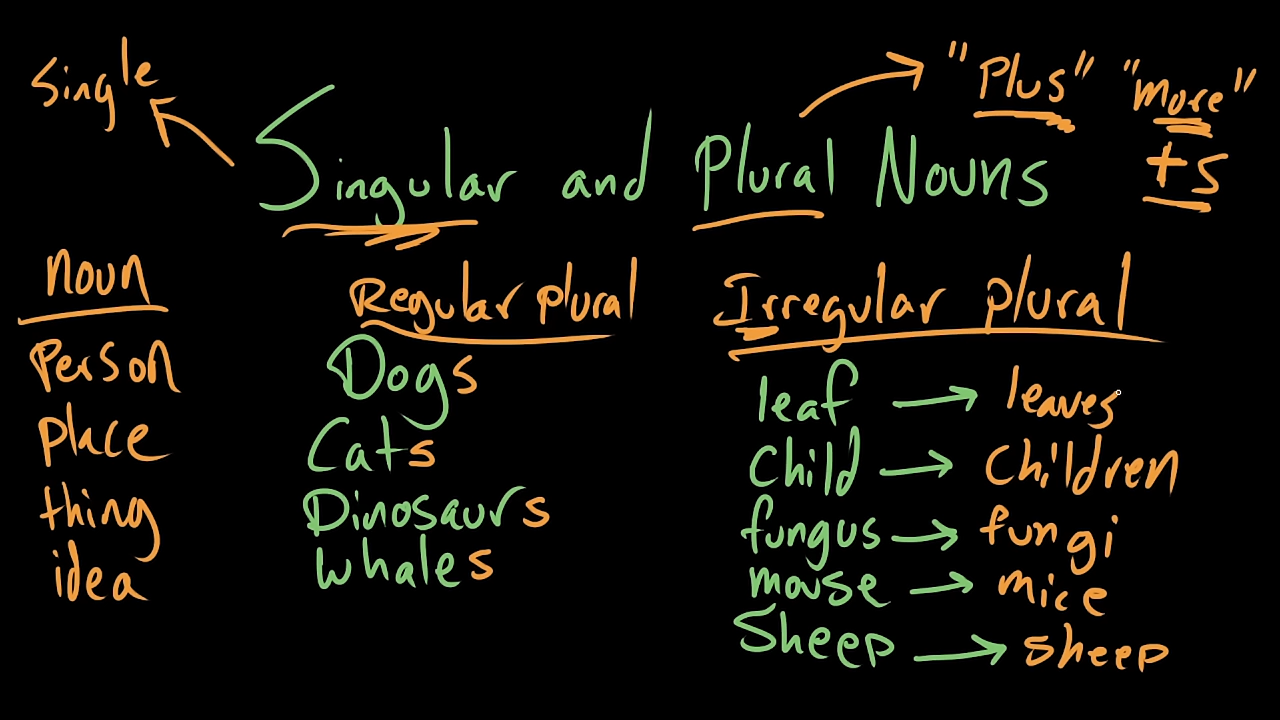 Single
"Plus" "more"
+s
Singular and Plural Nouns
noun
Person
Place
thing
idea
Regular plural
Dogs
Cats
Dinosaurs
Whales
Irregular plural
leaf → leaves
Child → Children
fungus → fungi
mouse → mice
Sheep → sheep